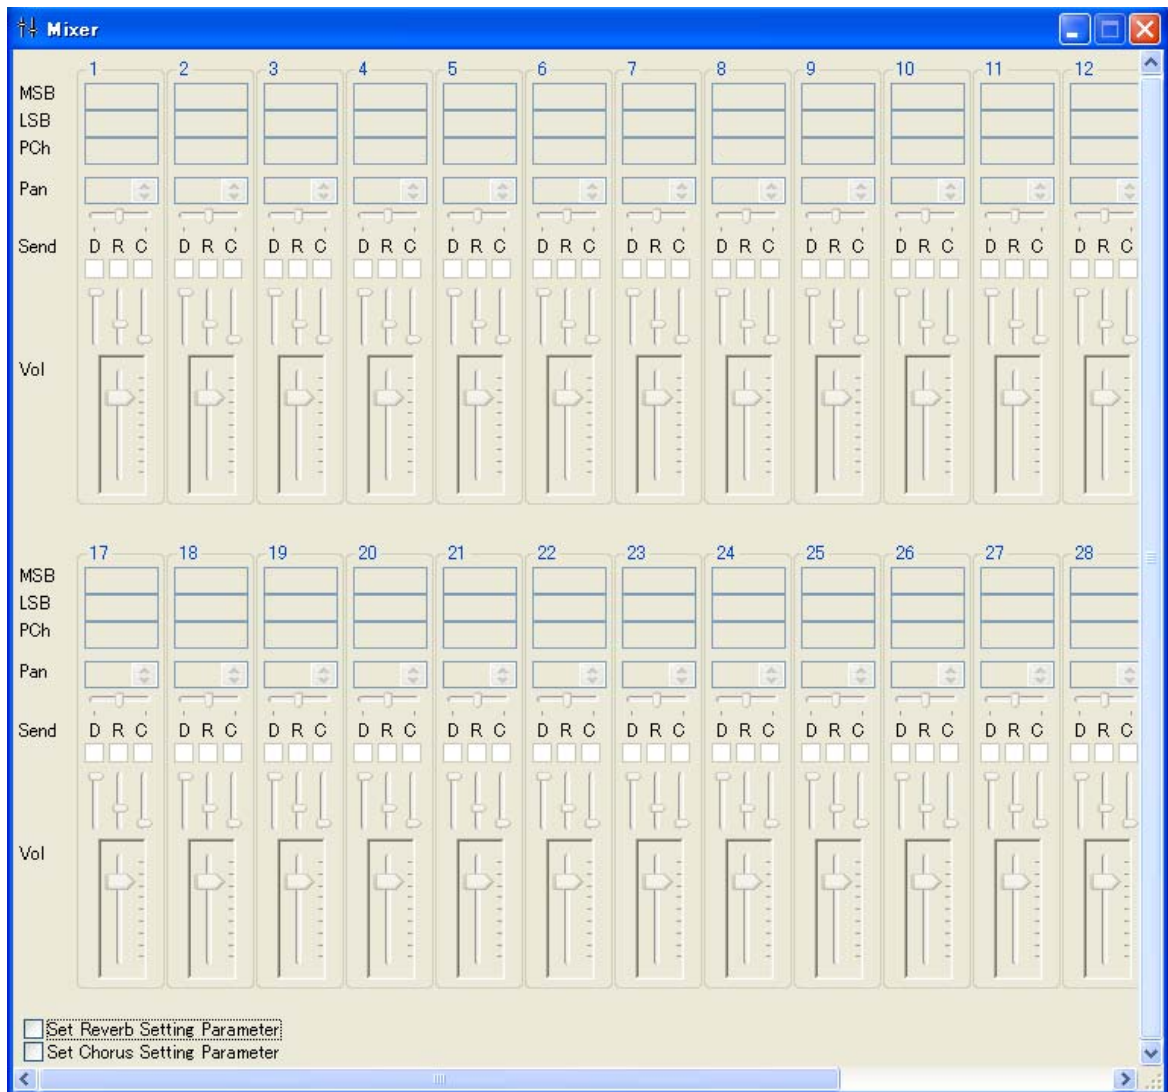 Mixer
1 2 3 4 5 6 7 8 9 10 11 12
MSB
LSB
PCh
Pan
Send D R C D R C D R C D R C D R C D R C D R C D R C D R C D R C D R C D R C
Vol
17 18 19 20 21 22 23 24 25 26 27 28
MSB
LSB
PCh
Pan
Send D R C D R C D R C D R C D R C D R C D R C D R C D R C D R C D R C D R C
Vol
Set Reverb Setting Parameter
Set Chorus Setting Parameter